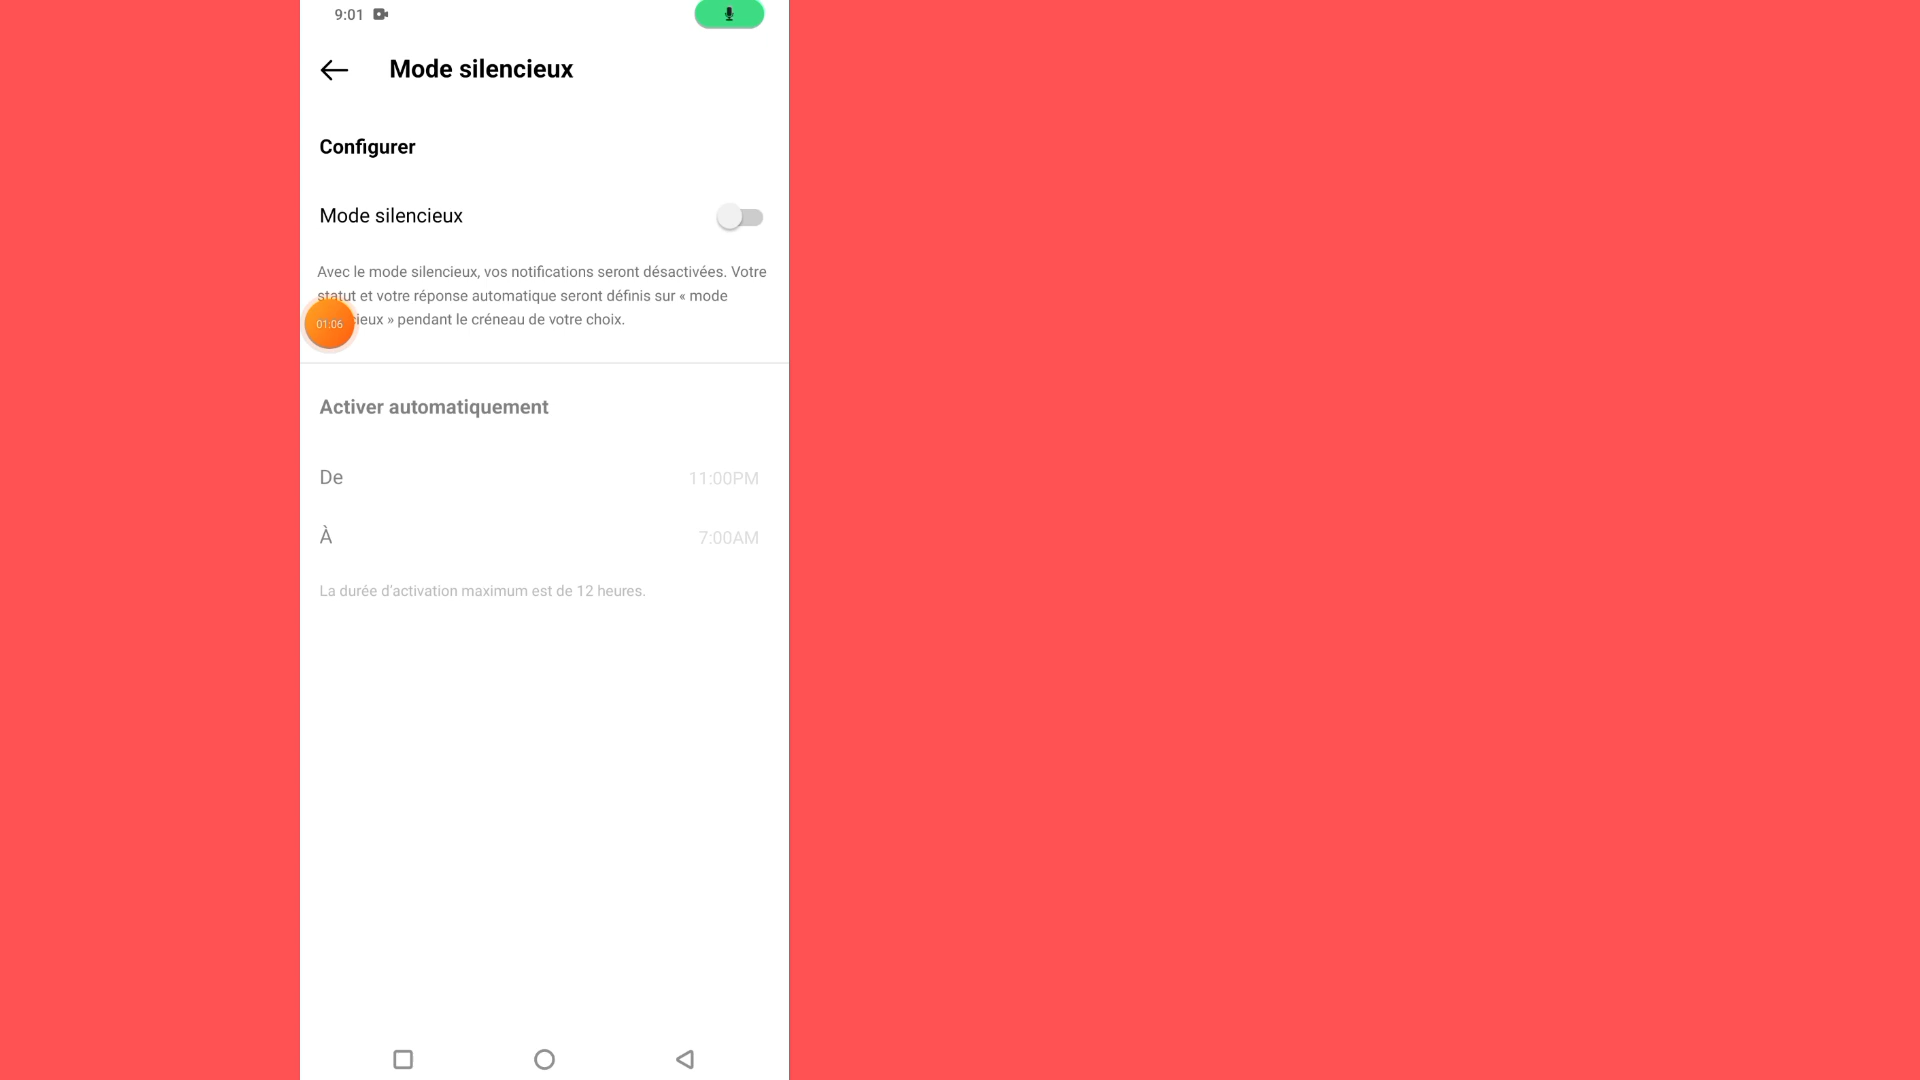 9:01
Mode silencieux
Configurer
Mode silencieux
Avec le mode silencieux, vos notifications seront désactivées. Votre
statut et votre réponse automatique seront définis sur « mode
cieux » pendant le créneau de votre choix.
01:06
Activer automatiquement
De 11:00PM
À 7:00AM
La durée d'activation maximum est de 12 heures.